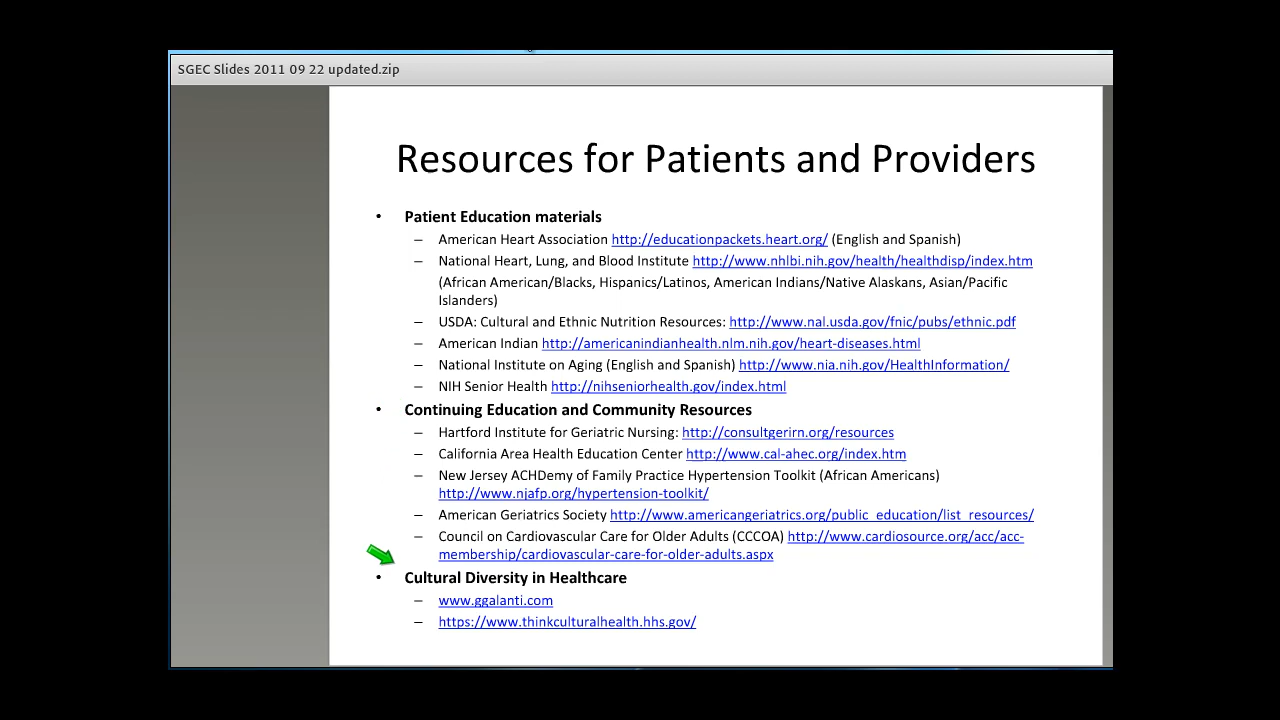 SGEC Slides 2011 09 22 updated.zip
Resources for Patients and Providers
• Patient Education materials
– American Heart Association http://educationpackets.heart.org/ (English and Spanish)
– National Heart, Lung, and Blood Institute http://www.nhlbi.nih.gov/health/healthdisp/index.htm
(African American/Blacks, Hispanics/Latinos, American Indians/Native Alaskans, Asian/Pacific
Islanders)
– USDA: Cultural and Ethnic Nutrition Resources: http://www.nal.usda.gov/fnic/pubs/ethnic.pdf
– American Indian http://americanindianhealth.nlm.nih.gov/heart-diseases.html
– National Institute on Aging (English and Spanish) http://www.nia.nih.gov/HealthInformation/
– NIH Senior Health http://nihseniorhealth.gov/index.html
• Continuing Education and Community Resources
– Hartford Institute for Geriatric Nursing: http://consultgerirn.org/resources
– California Area Health Education Center http://www.cal-ahec.org/index.htm
– New Jersey ACHDemy of Family Practice Hypertension Toolkit (African Americans)
http://www.njafp.org/hypertension-toolkit/
– American Geriatrics Society http://www.americangeriatrics.org/public_education/list_resources/
– Council on Cardiovascular Care for Older Adults (CCCOA) http://www.cardiosource.org/acc/acc-
membership/cardiovascular-care-for-older-adults.aspx
• Cultural Diversity in Healthcare
– www.ggalanti.com
– https://www.thinkculturalhealth.hhs.gov/